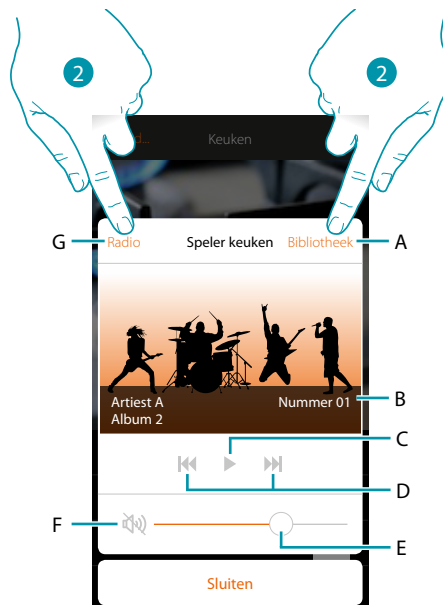 2 2
d... Keuken
G Radio Speler keuken Bibliotheek A
Artiest A Nummer 01 B
Album 2
C
D
F
E
Sluiten